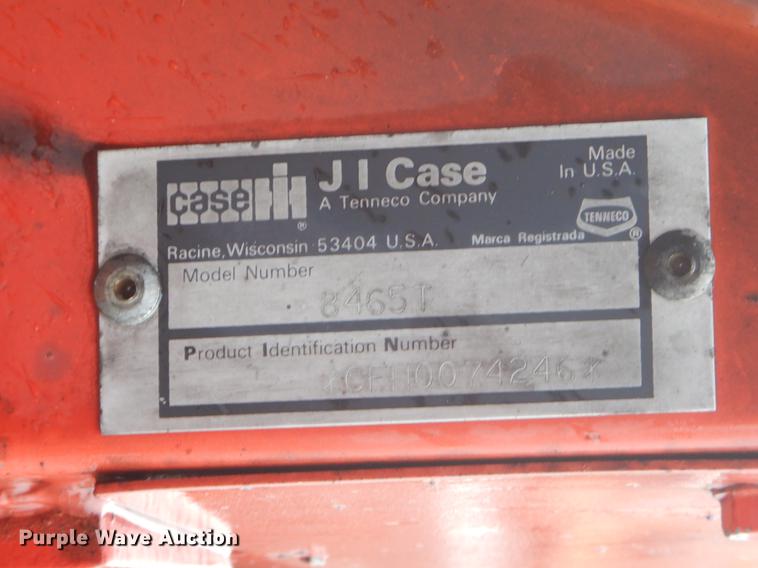 case IH ®
J I Case
A Tenneco Company
Made
In U.S.A.
TENNECO
Racine, Wisconsin 53404 U.S.A. Marca Registrada ®
Model Number
8465T
Product Identification Number
*CFH0074246*
Purple Wave Auction